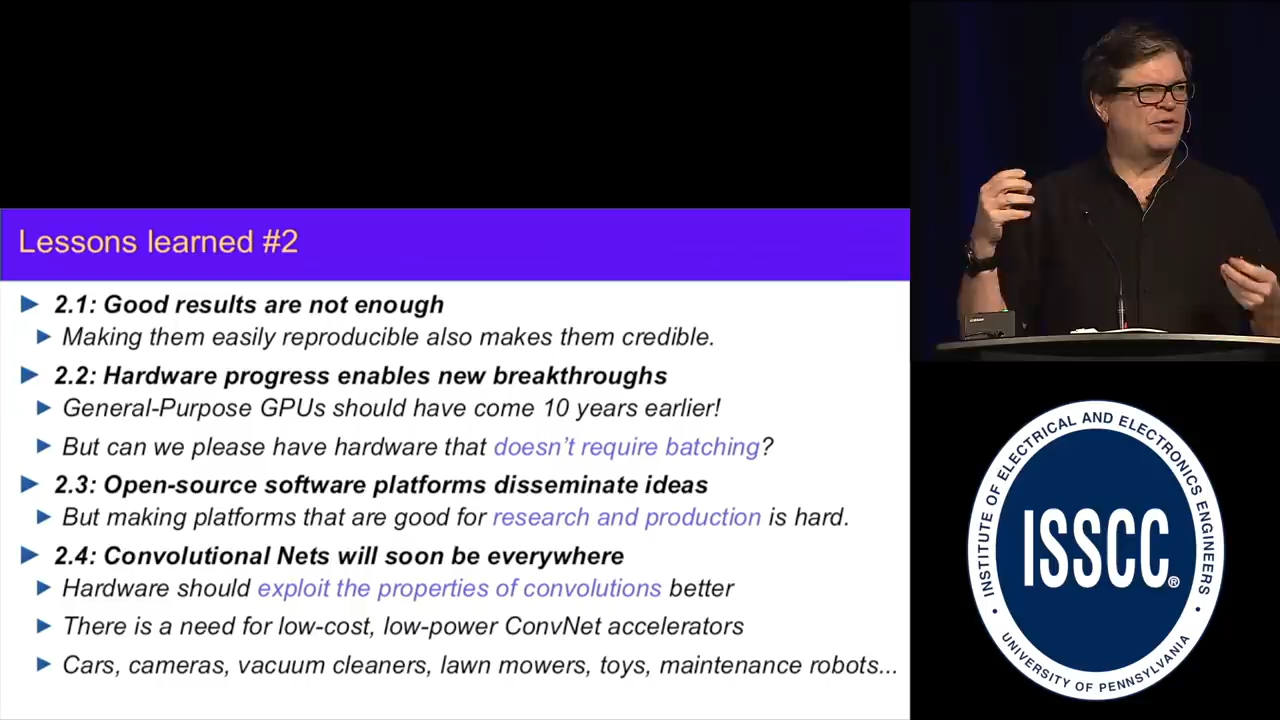 Lessons learned #2
2.1: Good results are not enough
Making them easily reproducible also makes them credible.
2.2: Hardware progress enables new breakthroughs
General-Purpose GPUs should have come 10 years earlier!
But can we please have hardware that doesn't require batching?
2.3: Open-source software platforms disseminate ideas
But making platforms that are good for research and production is hard.
2.4: Convolutional Nets will soon be everywhere
Hardware should exploit the properties of convolutions better
There is a need for low-cost, low-power ConvNet accelerators
Cars, cameras, vacuum cleaners, lawn mowers, toys, maintenance robots...
INSTITUTE OF ELECTRICAL AND ELECTRONICS ENGINEERS
ISSCC®
UNIVERSITY OF PENNSYLVANIA